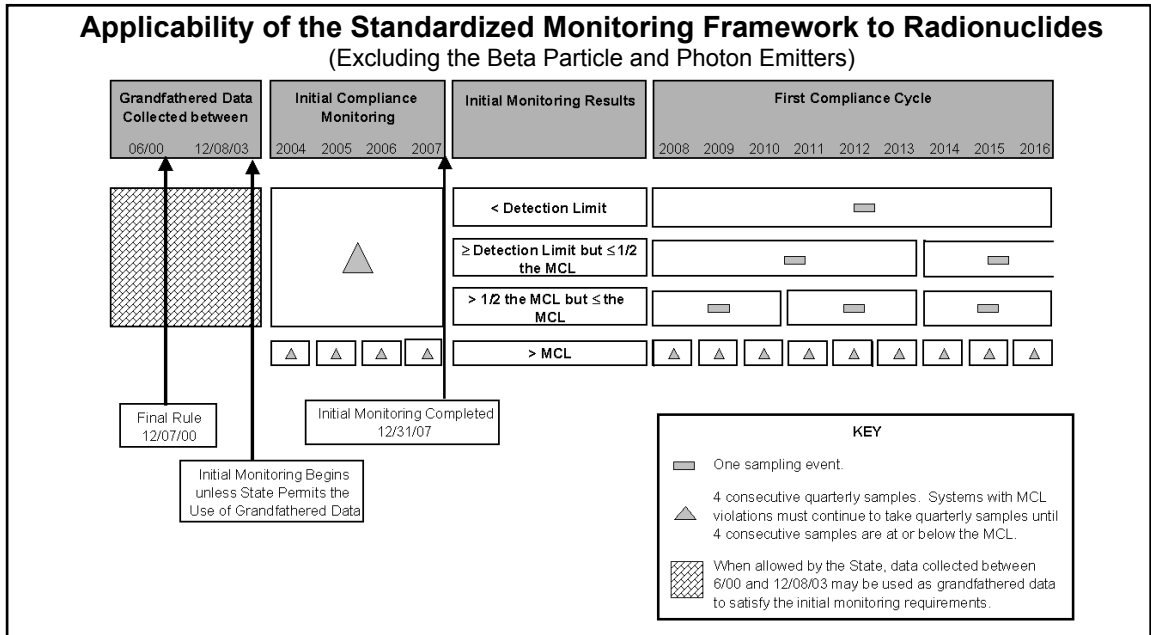 Applicability of the Standardized Monitoring Framework to Radionuclides
(Excluding the Beta Particle and Photon Emitters)
Grandfathered Data
Collected between
06/00 12/08/03
Initial Compliance
Monitoring
2004 2005 2006 2007
Initial Monitoring Results
First Compliance Cycle
2008 2009 2010 2011 2012 2013 2014 2015 2016
< Detection Limit
≥ Detection Limit but ≤ 1/2
the MCL
> 1/2 the MCL but ≤ the
MCL
> MCL
Final Rule
12/07/00
Initial Monitoring Completed
12/31/07
Initial Monitoring Begins
unless State Permits the
Use of Grandfathered Data
KEY
One sampling event.
4 consecutive quarterly samples. Systems with MCL
violations must continue to take quarterly samples until
4 consecutive samples are at or below the MCL.
When allowed by the State, data collected between
6/00 and 12/08/03 may be used as grandfathered data
to satisfy the initial monitoring requirements.